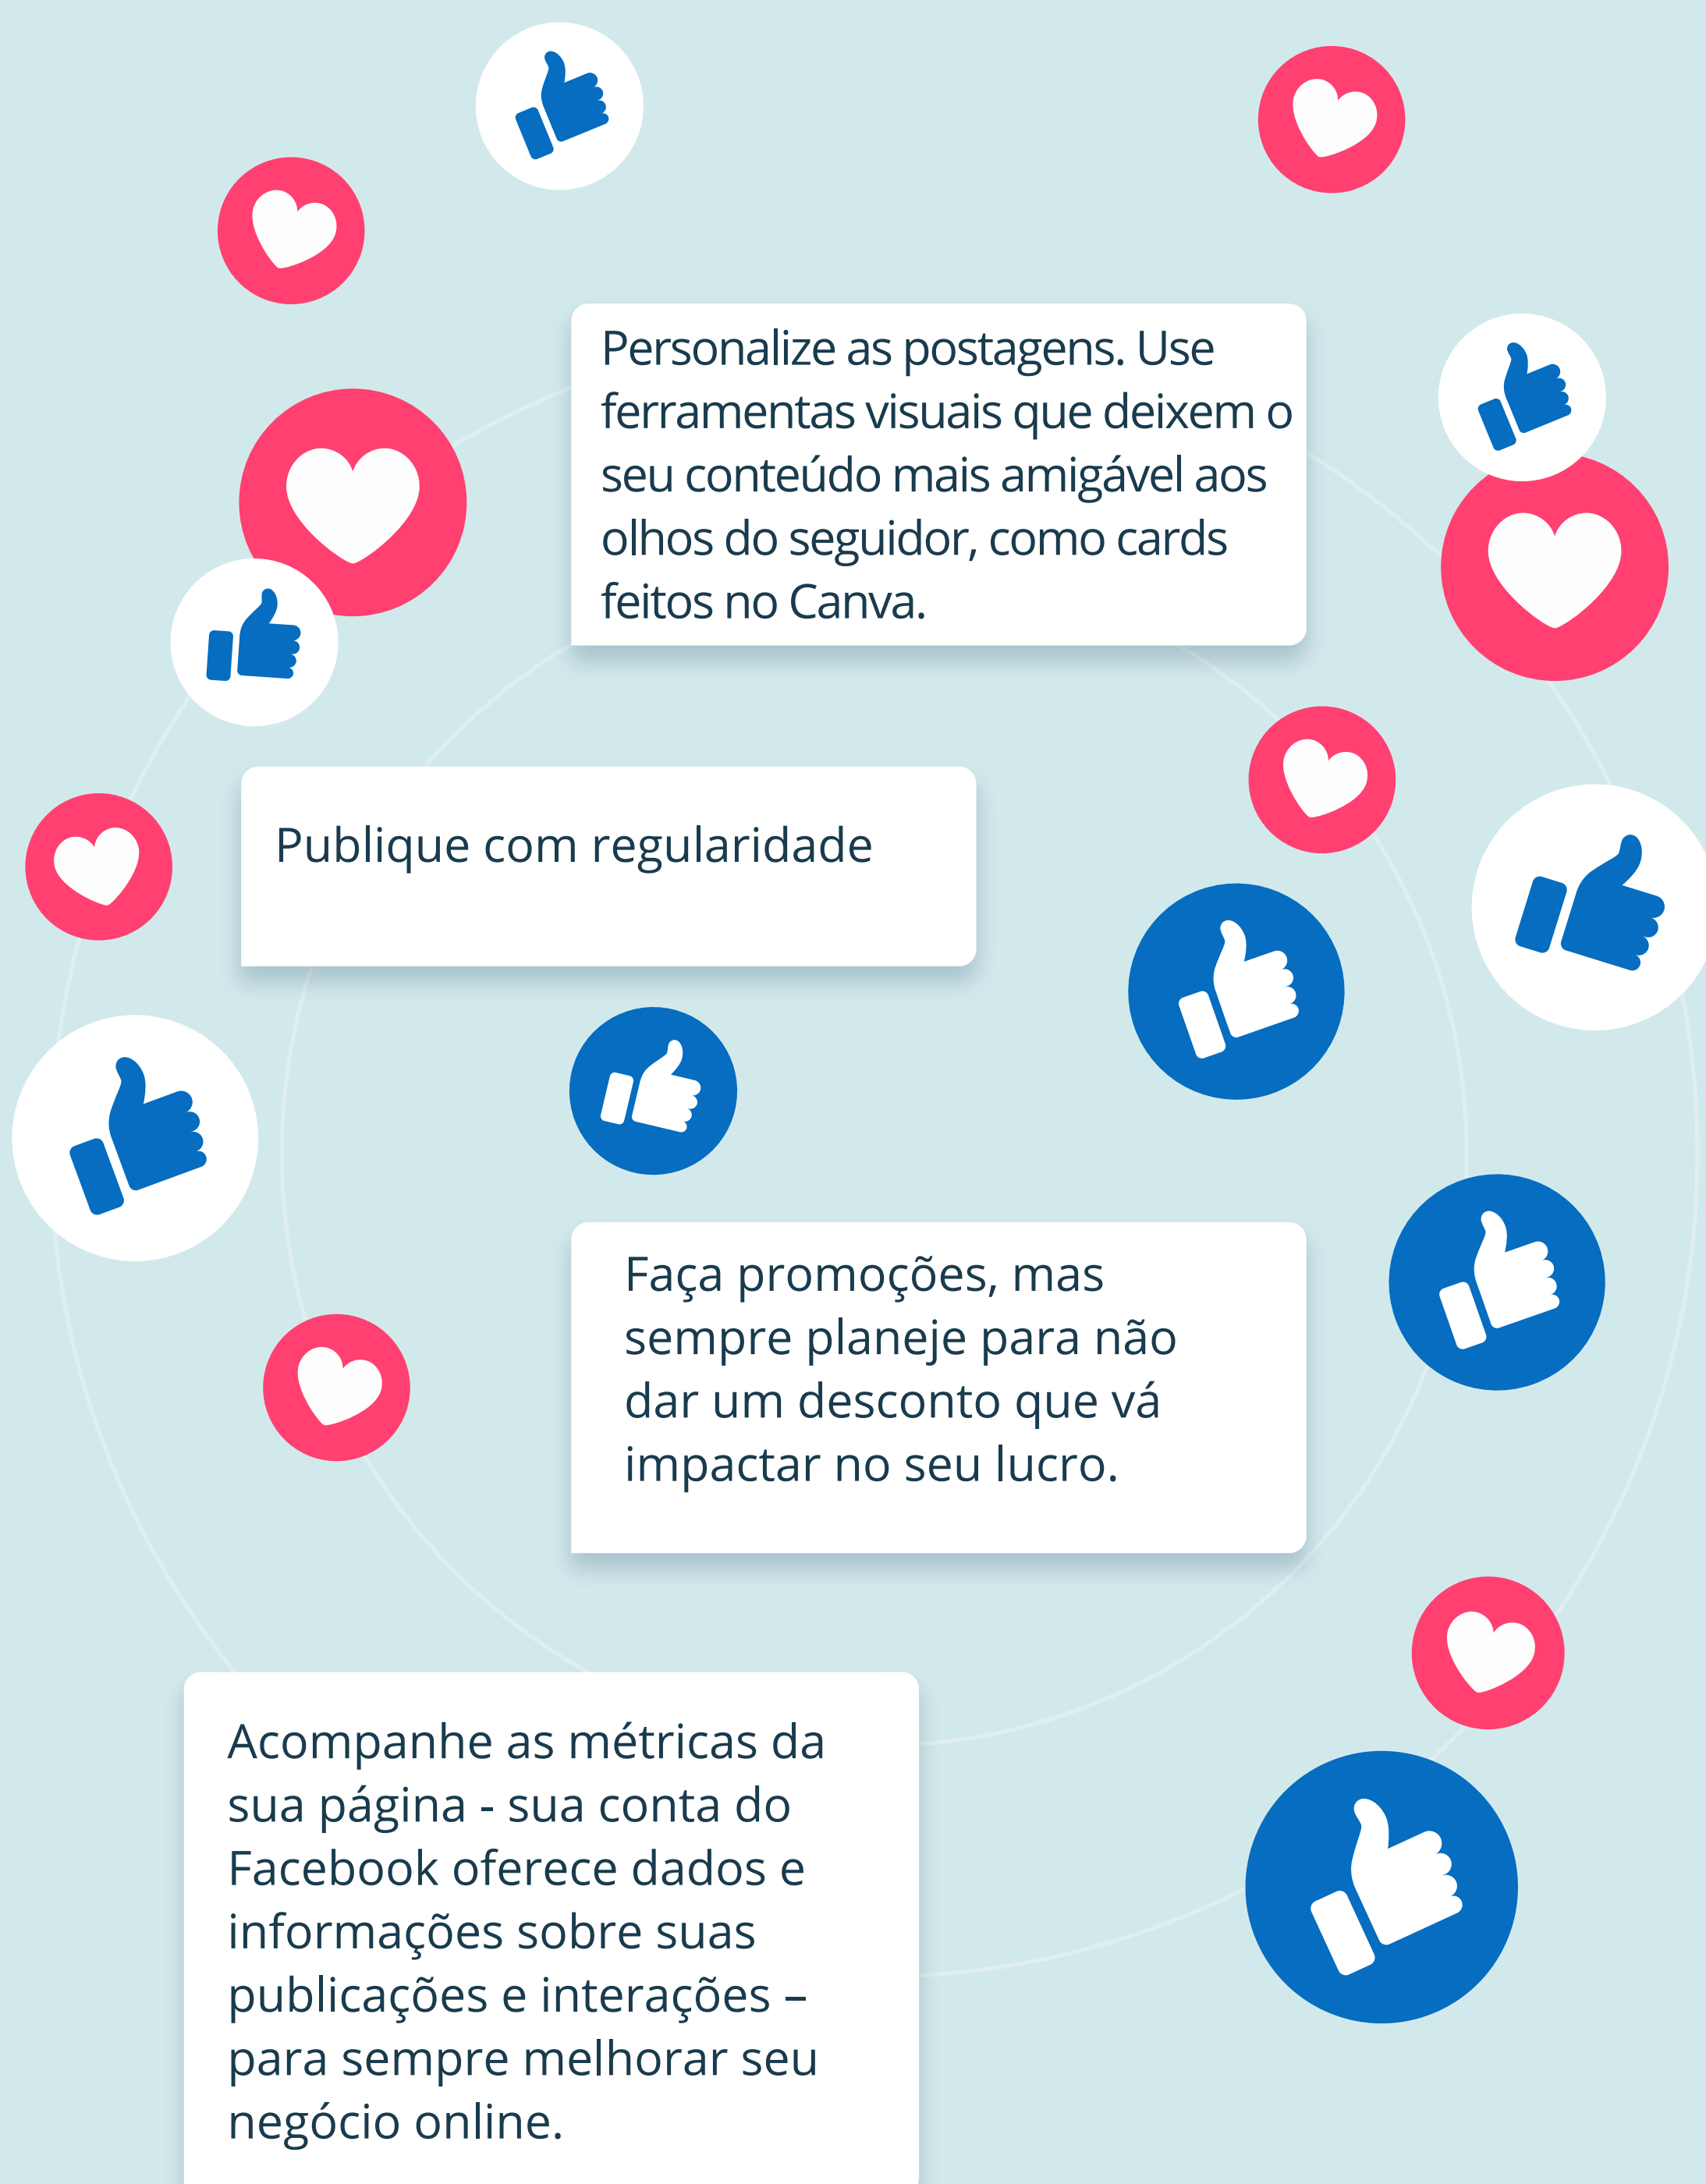 Personalize as postagens. Use
ferramentas visuais que deixem o
seu conteúdo mais amigável aos
olhos do seguidor, como cards
feitos no Canva.
Publique com regularidade
Faça promoções, mas
sempre planeje para não
dar um desconto que vá
impactar no seu lucro.
Acompanhe as métricas da
sua página - sua conta do
Facebook oferece dados e
informações sobre suas
publicações e interações –
para sempre melhorar seu
negócio online.